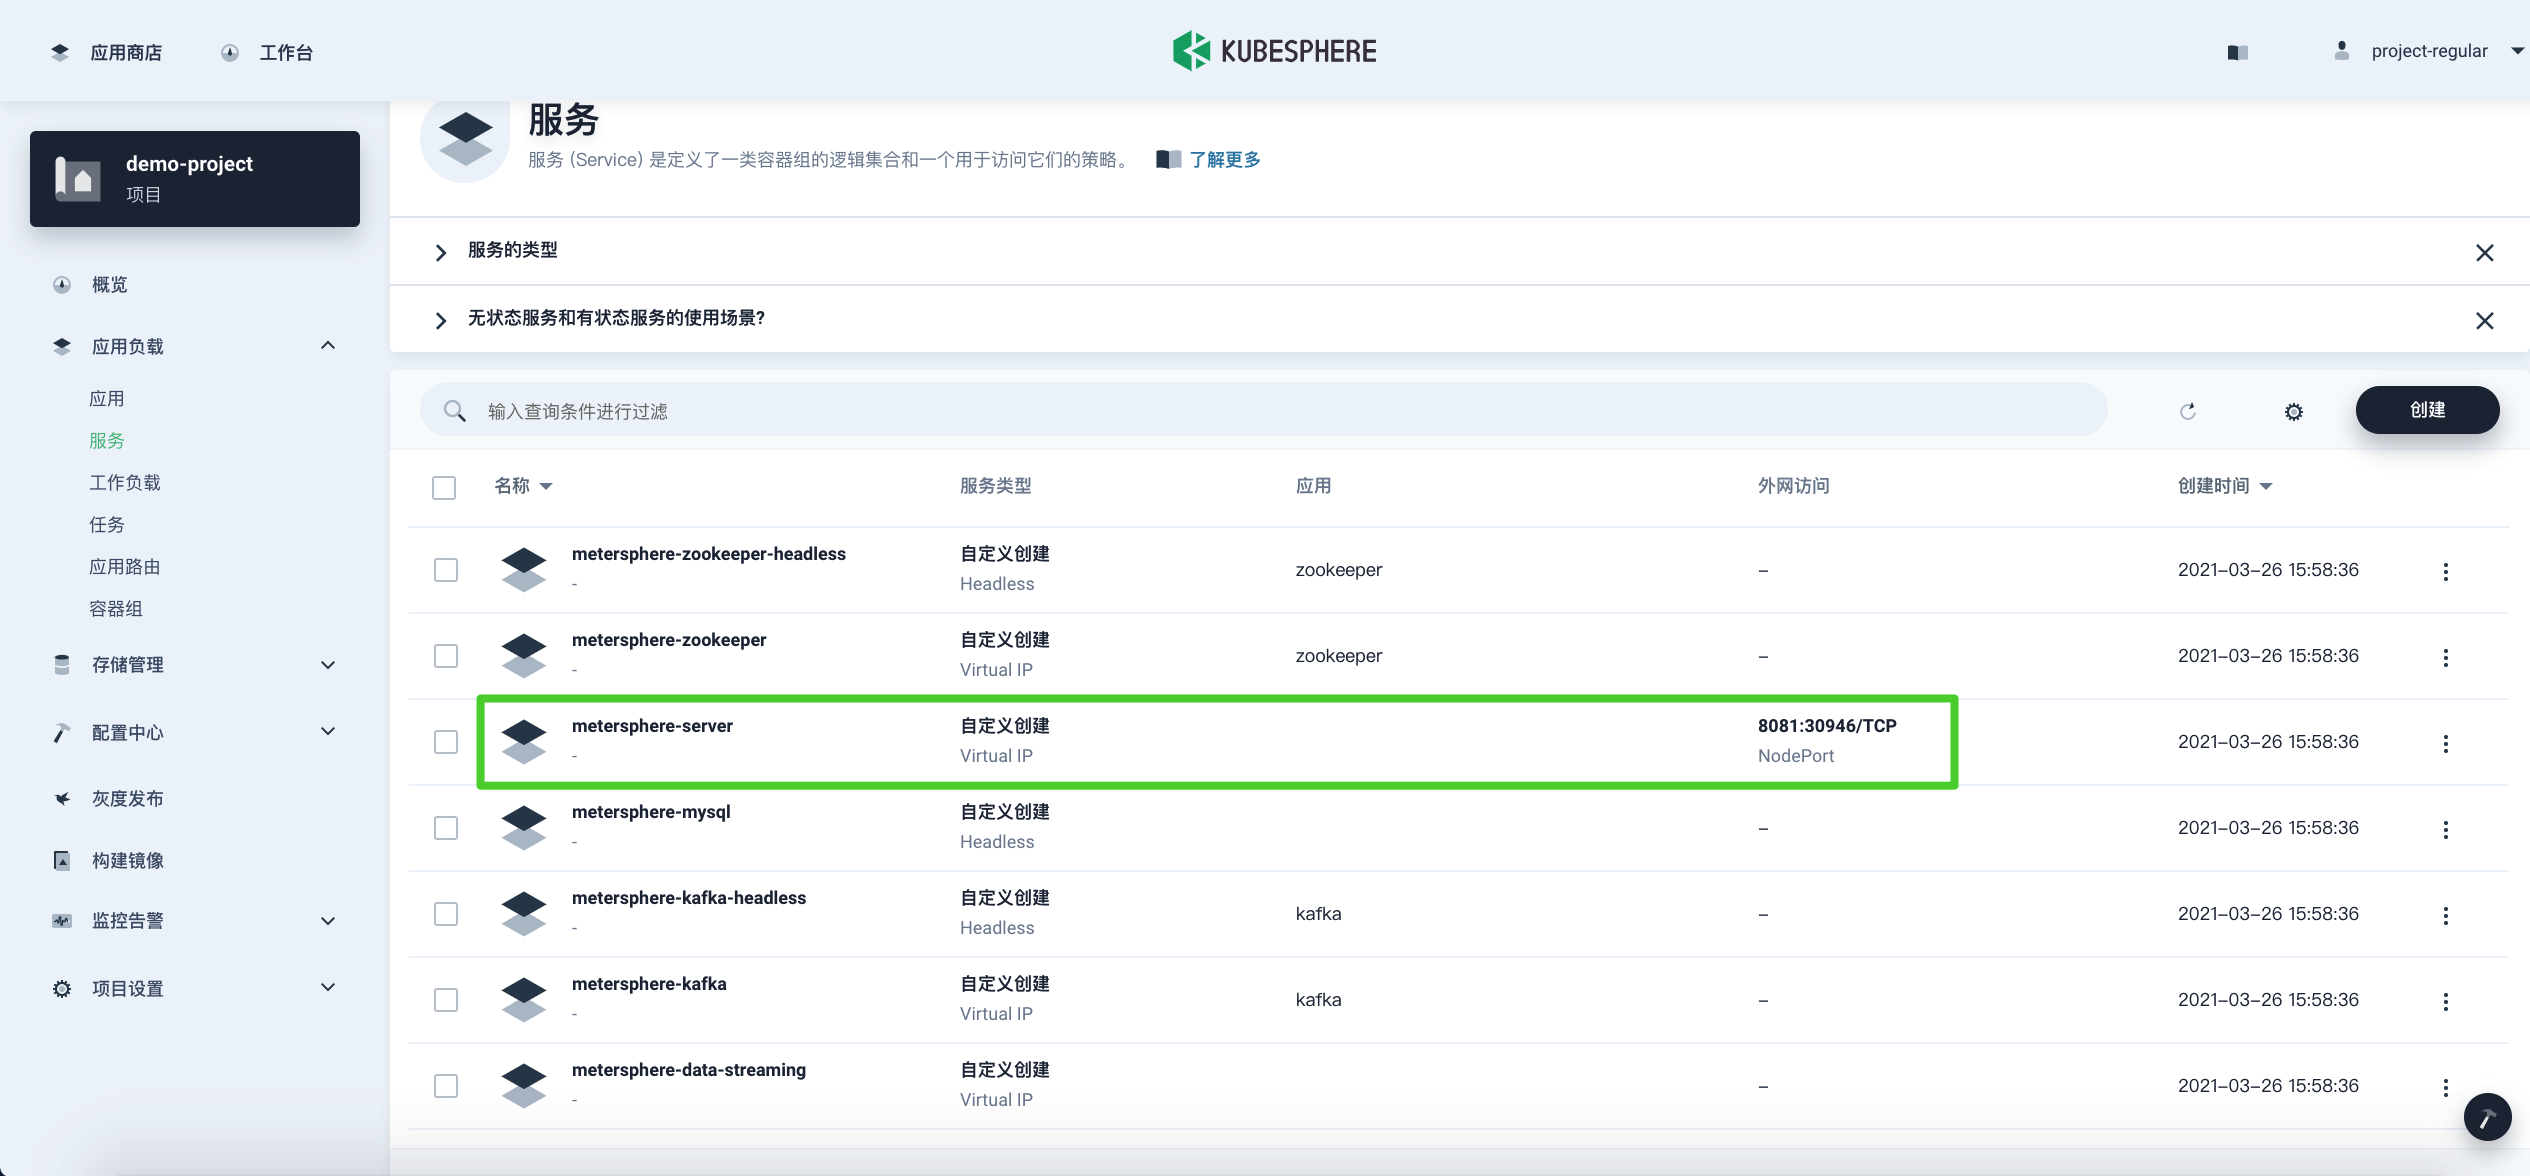 应用商店 工作台 KUBESPHERE project-regular
demo-project
项目
概览
应用负载
应用
服务
工作负载
任务
应用路由
容器组
存储管理
配置中心
灰度发布
构建镜像
监控告警
项目设置
服务
服务 (Service) 是定义了一类容器组的逻辑集合和一个用于访问它们的策略。 了解更多
服务的类型
无状态服务和有状态服务的使用场景?
输入查询条件进行过滤 创建
名称 服务类型 应用 外网访问 创建时间
metersphere-zookeeper-headless 自定义创建 zookeeper – 2021-03-26 15:58:36
- Headless
metersphere-zookeeper 自定义创建 zookeeper – 2021-03-26 15:58:36
- Virtual IP
metersphere-server 自定义创建 8081:30946/TCP 2021-03-26 15:58:36
- Virtual IP NodePort
metersphere-mysql 自定义创建 – 2021-03-26 15:58:36
- Headless
metersphere-kafka-headless 自定义创建 kafka – 2021-03-26 15:58:36
- Headless
metersphere-kafka 自定义创建 kafka – 2021-03-26 15:58:36
- Virtual IP
metersphere-data-streaming 自定义创建 – 2021-03-26 15:58:36
- Virtual IP